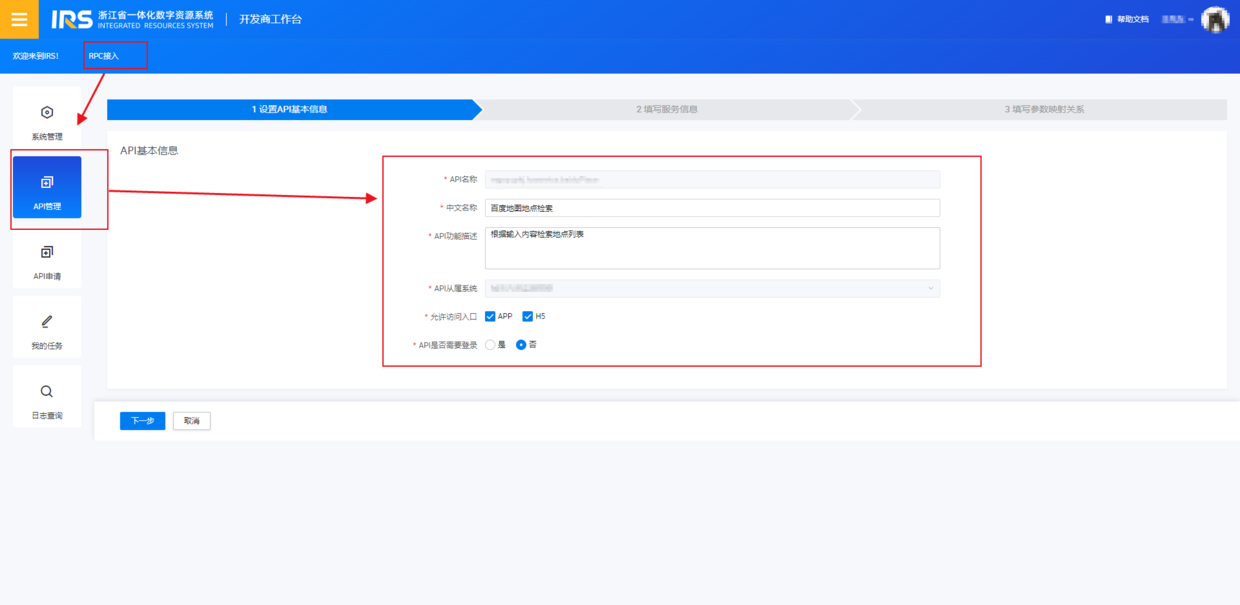 IRS 浙江省一体化数字资源系统
INTEGRATED RESOURCES SYSTEM
开发商工作台
帮助文档
欢迎来到IRS!
RPC接入
系统管理
API管理
API申请
我的任务
日志查询
1 设置API基本信息
2 填写服务信息
3 填写参数映射关系
API基本信息
* API名称
* 中文名称 百度地图地点检索
* API功能描述 根据输入内容检索地点列表
* API从属系统
* 允许访问入口 APP H5
* API是否需要登录 是 否
下一步 取消